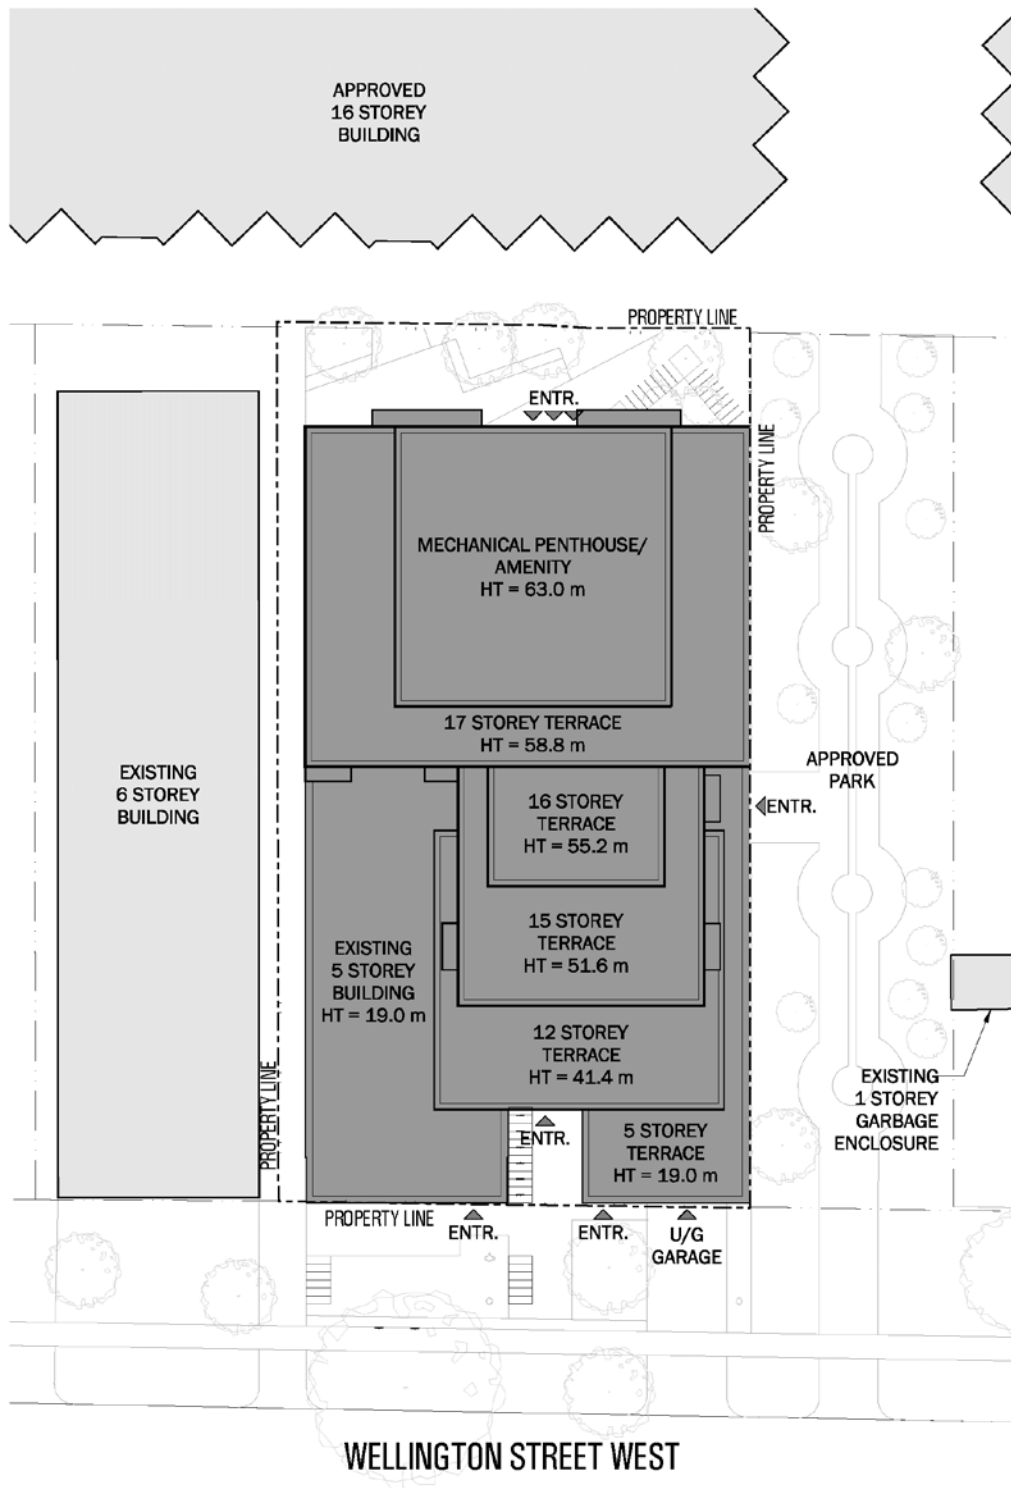 APPROVED
16 STOREY
BUILDING
PROPERTY LINE
ENTR.
PROPERTY LINE
MECHANICAL PENTHOUSE/
AMENITY
HT = 63.0 m
17 STOREY TERRACE
HT = 58.8 m
EXISTING
6 STOREY
BUILDING
APPROVED
PARK
16 STOREY
TERRACE
HT = 55.2 m
ENTR.
15 STOREY
TERRACE
HT = 51.6 m
EXISTING
5 STOREY
BUILDING
HT = 19.0 m
12 STOREY
TERRACE
HT = 41.4 m
PROPERTY LINE
EXISTING
1 STOREY
GARBAGE
ENCLOSURE
ENTR.
5 STOREY
TERRACE
HT = 19.0 m
PROPERTY LINE
ENTR.
ENTR.
U/G
GARAGE
WELLINGTON STREET WEST